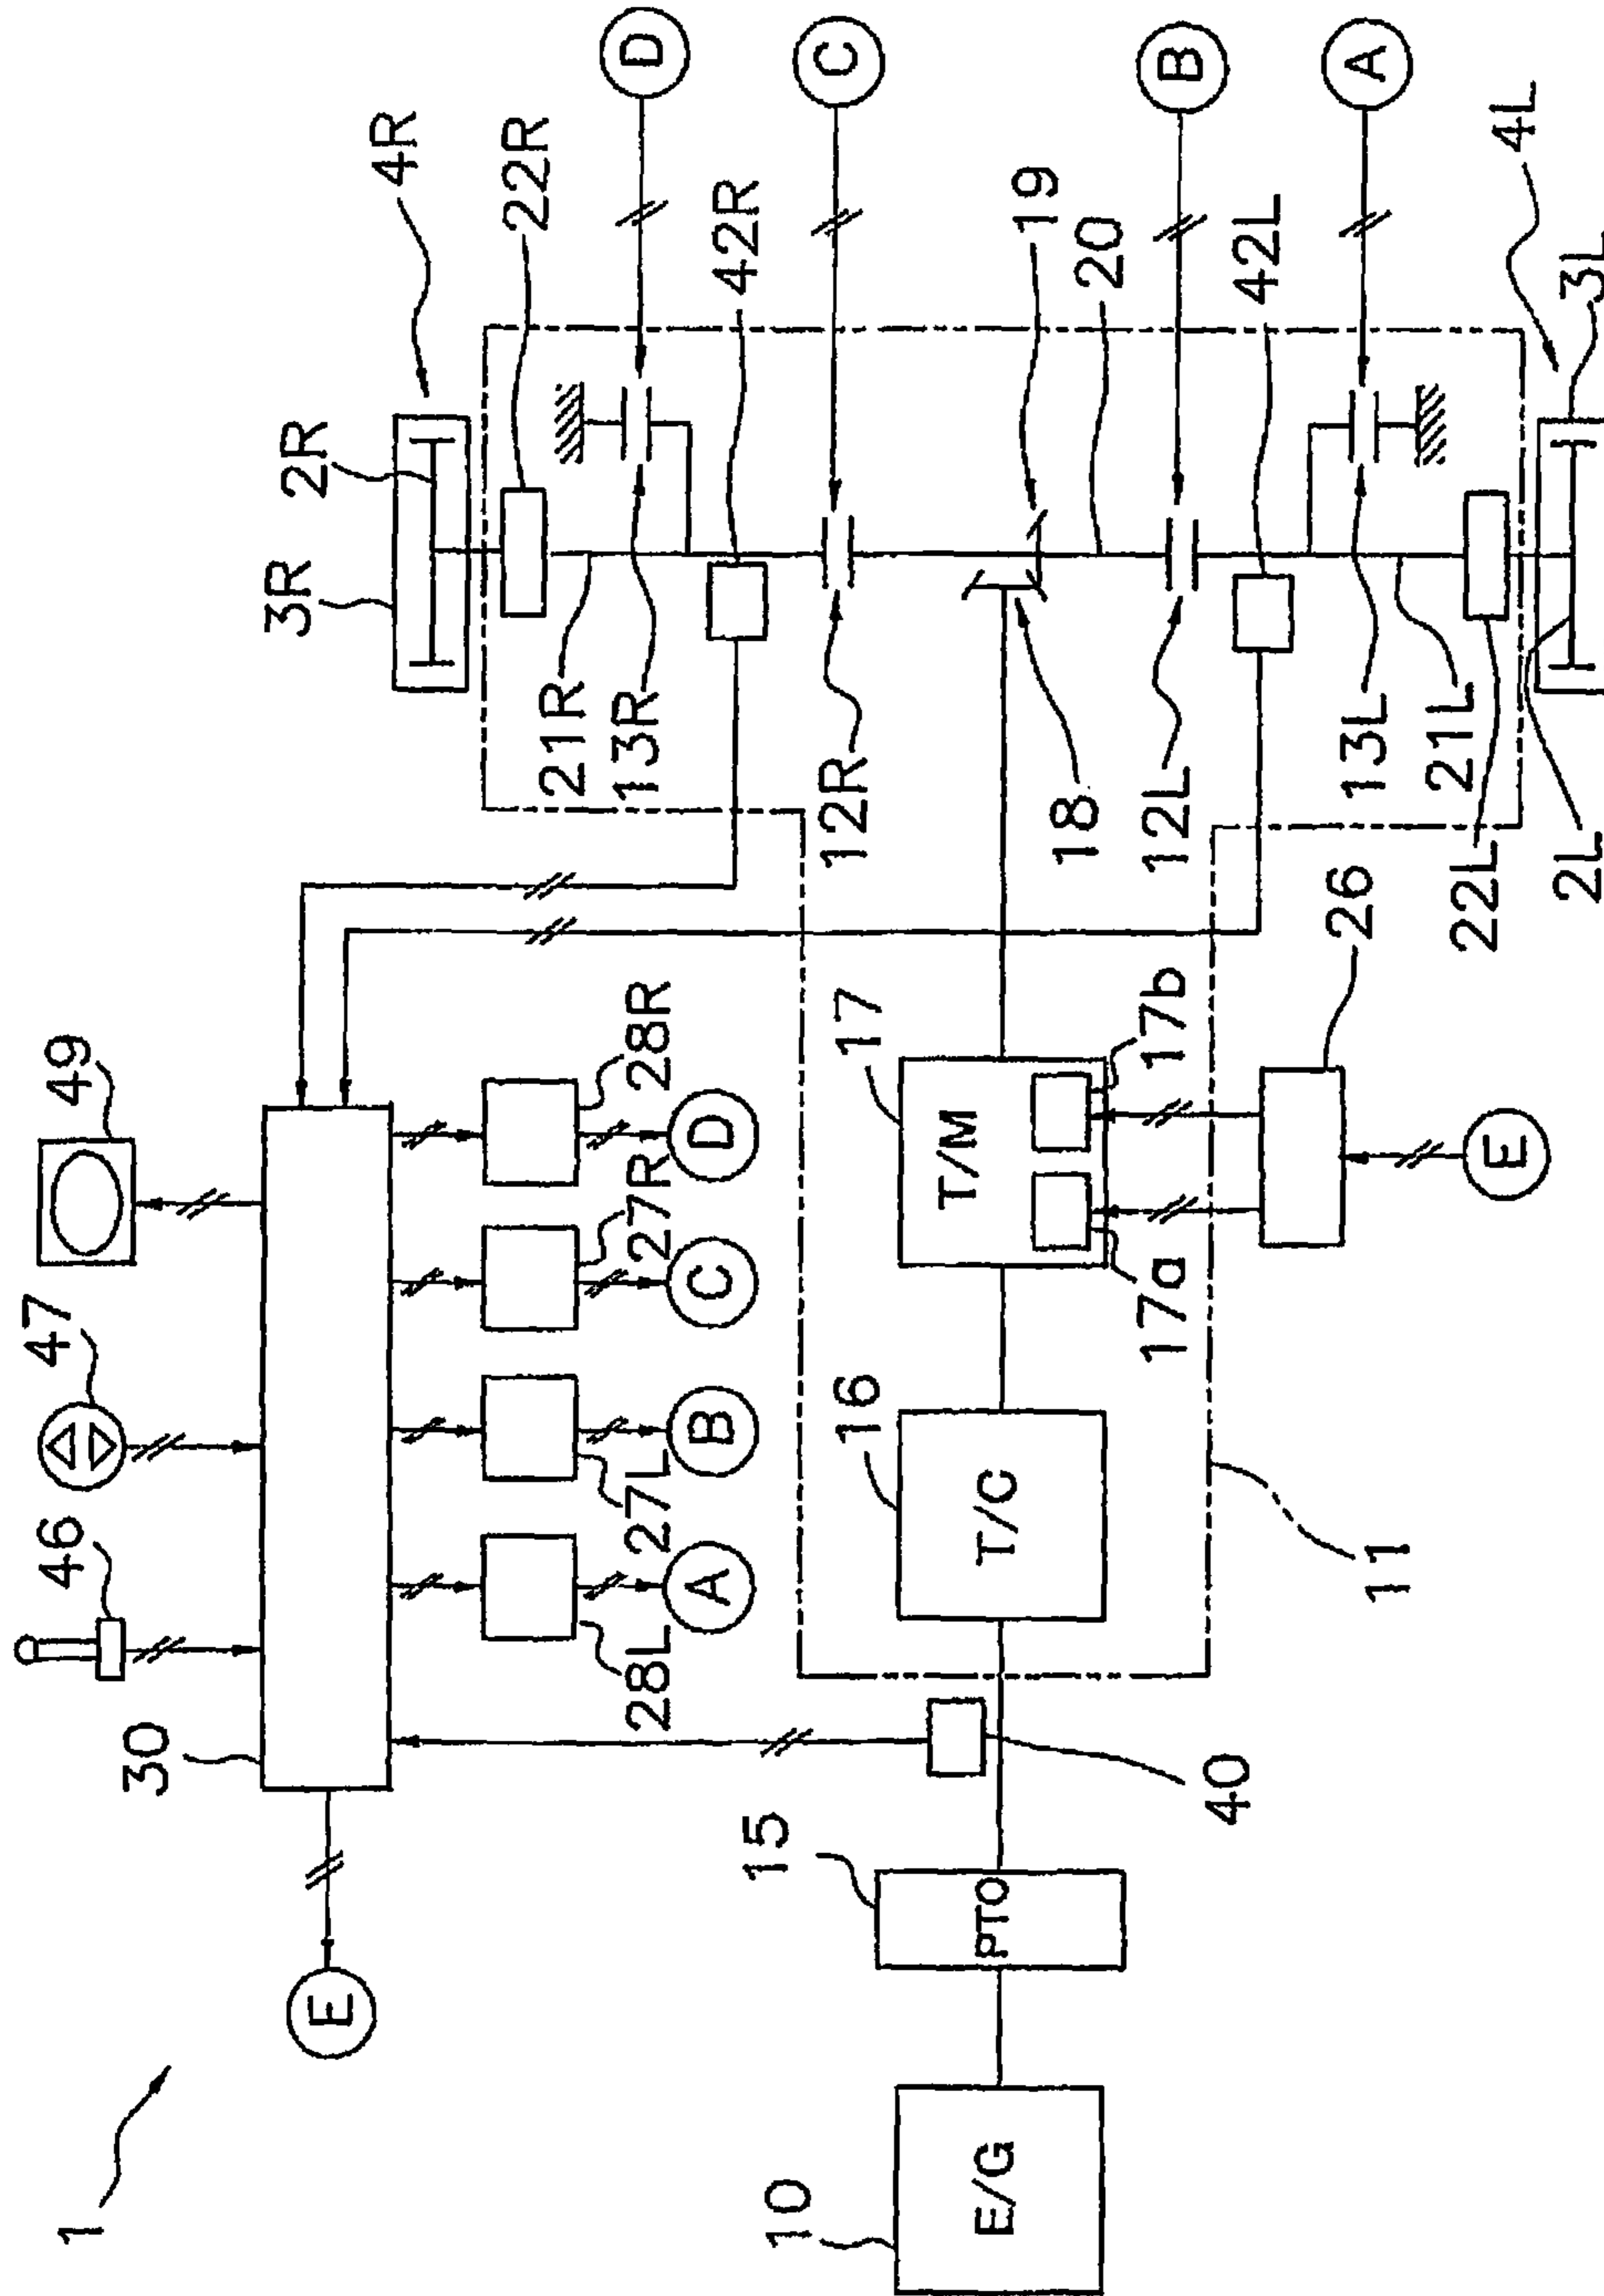 1
E
30
46
47
49
28L
27L
27R
28R
A
B
C
D
10
E/G
15
PTO
40
16
T/C
17
T/M
17a
17b
26
E
11
3R
2R
4R
22R
21R
13R
42R
12R
18
19
20
12L
42L
13L
21L
22L
2L
3L
4L
D
C
B
A